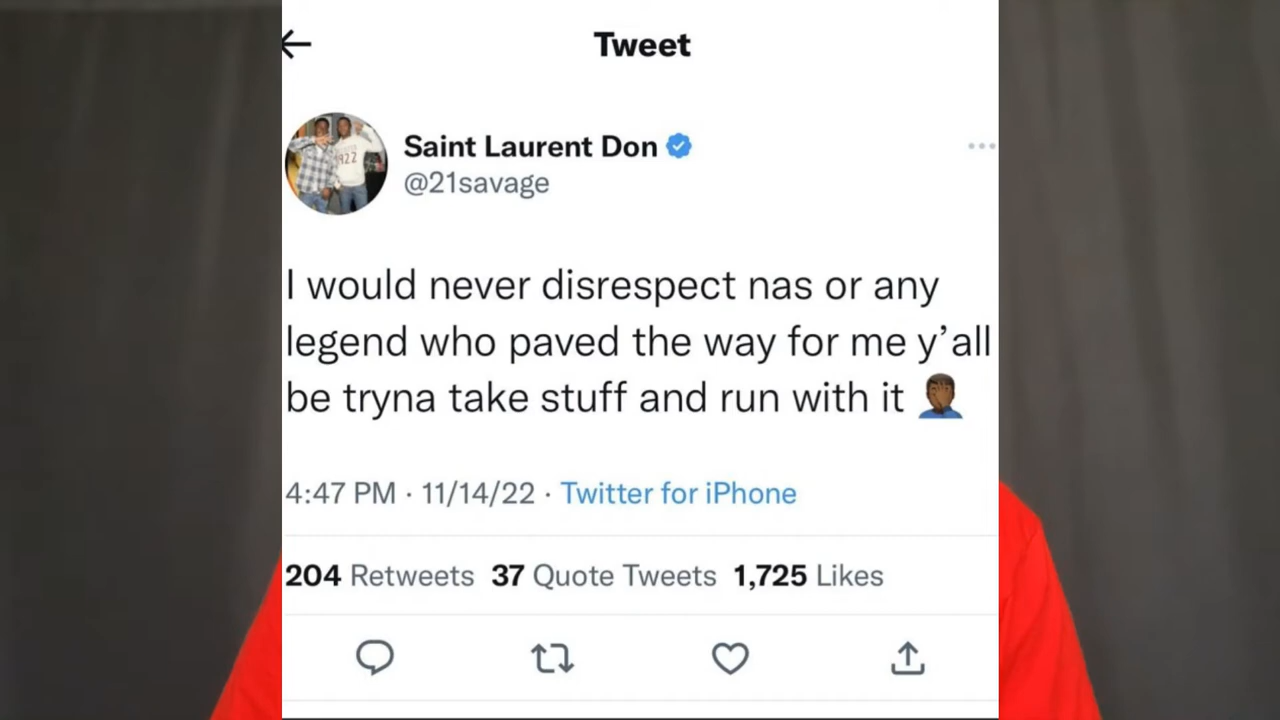 Tweet
Saint Laurent Don
@21savage
I would never disrespect nas or any
legend who paved the way for me y’all
be tryna take stuff and run with it 🤦🏾‍♂️
4:47 PM · 11/14/22 · Twitter for iPhone
204 Retweets 37 Quote Tweets 1,725 Likes